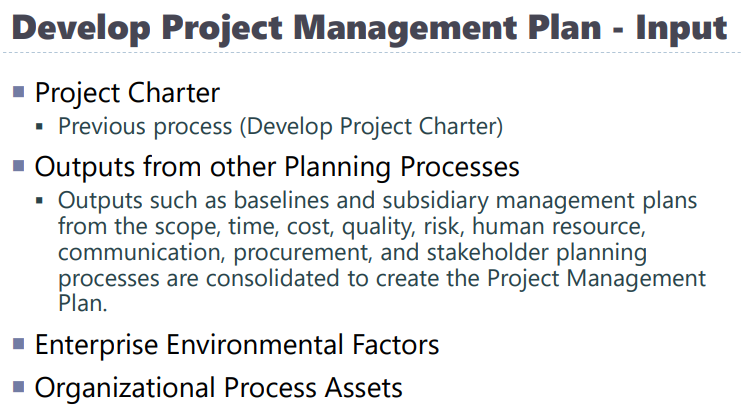 Develop Project Management Plan - Input
Project Charter
Previous process (Develop Project Charter)
Outputs from other Planning Processes
Outputs such as baselines and subsidiary management plans
from the scope, time, cost, quality, risk, human resource,
communication, procurement, and stakeholder planning
processes are consolidated to create the Project Management
Plan.
Enterprise Environmental Factors
Organizational Process Assets